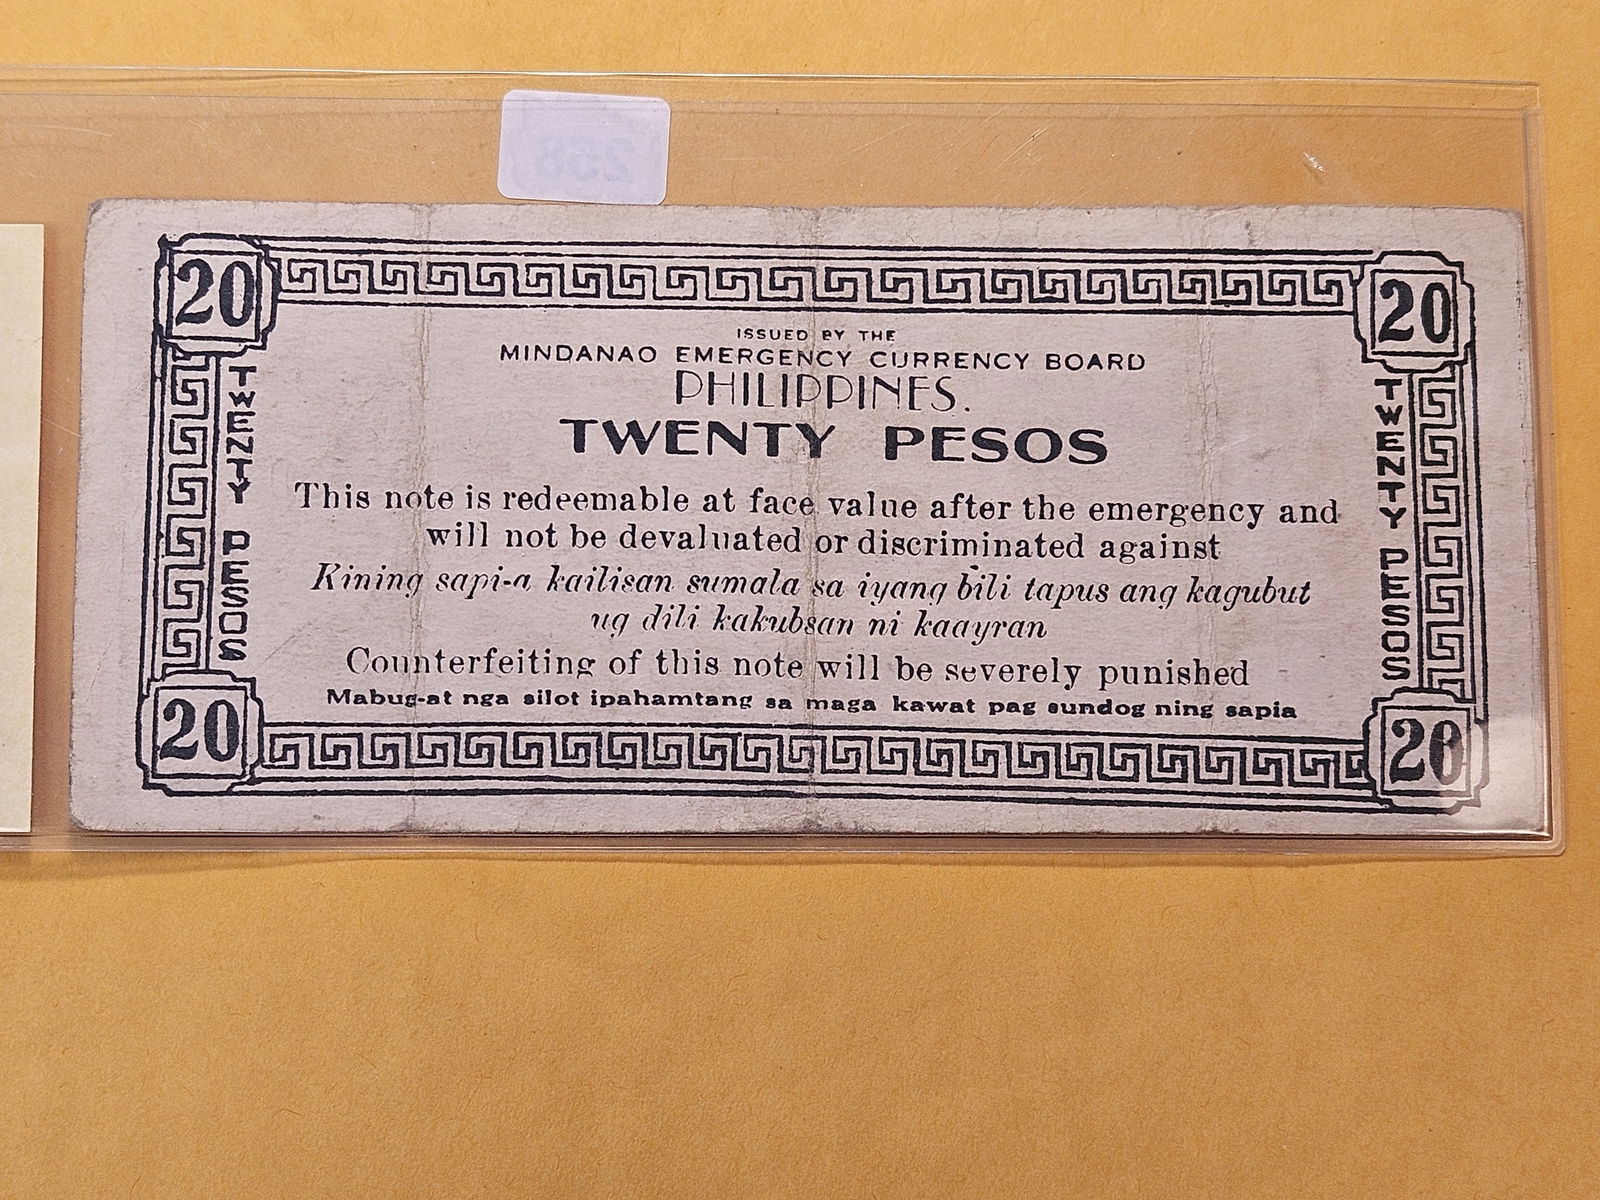 20
20
ISSUED BY THE
MINDANAO EMERGENCY CURRENCY BOARD
PHILIPPINES.
TWENTY PESOS
TWENTY PESOS
TWENTY PESOS
This note is redeemable at face value after the emergency and
will not be devaluated or discriminated against
Kining sapi-a kailisan sumala sa iyang bili tapus ang kagubut
ug dili kakubsan ni kaayran
Counterfeiting of this note will be severely punished
Mabug-at nga silot ipahamtang sa maga kawat pag sundog ning sapia
20
20